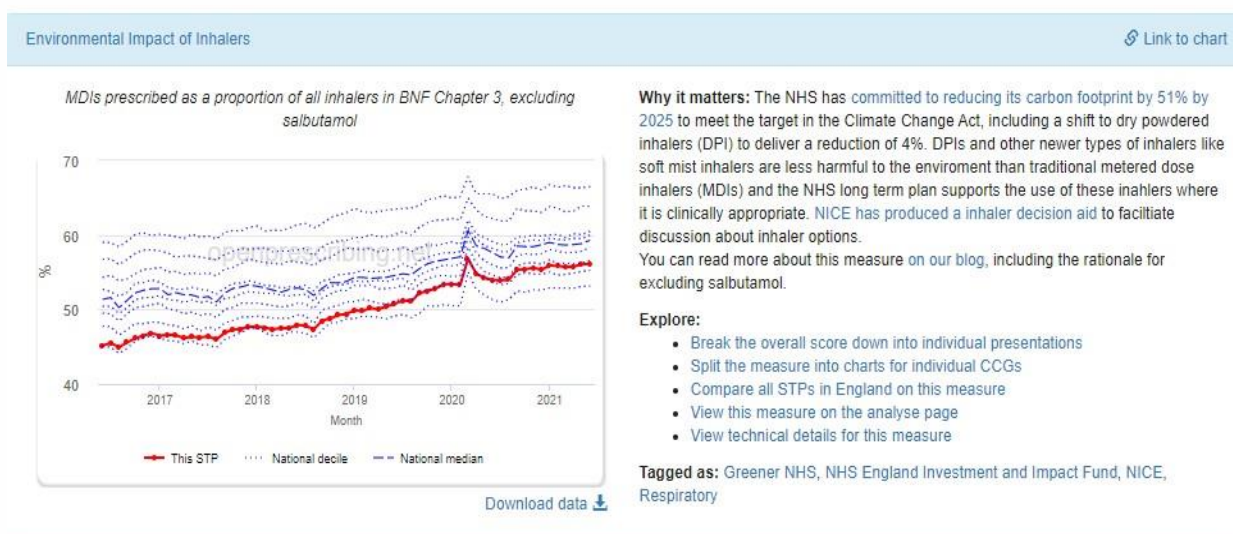 Environmental Impact of Inhalers
Link to chart
MDIs prescribed as a proportion of all inhalers in BNF Chapter 3, excluding
salbutamol
70
60
50
40
%
openprescribing.net
2017 2018 2019 2020 2021
Month
This STP National decile National median
Download data
Why it matters: The NHS has committed to reducing its carbon footprint by 51% by
2025 to meet the target in the Climate Change Act, including a shift to dry powdered
inhalers (DPI) to deliver a reduction of 4%. DPIs and other newer types of inhalers like
soft mist inhalers are less harmful to the enviroment than traditional metered dose
inhalers (MDIs) and the NHS long term plan supports the use of these inahlers where
it is clinically appropriate. NICE has produced a inhaler decision aid to faciltiate
discussion about inhaler options.
You can read more about this measure on our blog, including the rationale for
excluding salbutamol.
Explore:
• Break the overall score down into individual presentations
• Split the measure into charts for individual CCGs
• Compare all STPs in England on this measure
• View this measure on the analyse page
• View technical details for this measure
Tagged as: Greener NHS, NHS England Investment and Impact Fund, NICE,
Respiratory